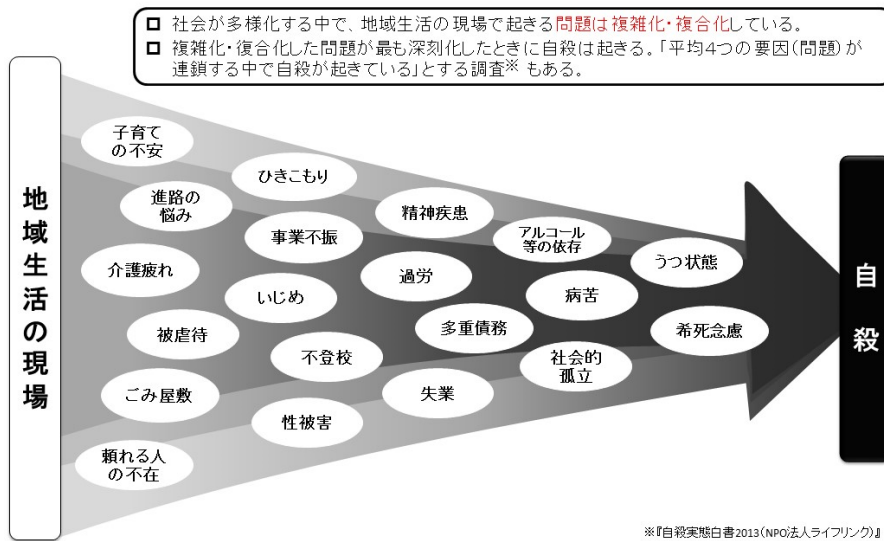 □ 社会が多様化する中で、地域生活の現場で起きる問題は複雑化・複合化している。
□ 複雑化・復合化した問題が最も深刻化したときに自殺は起きる。「平均4つの要因(問題)が
連鎖する中で自殺が起きている」とする調査※ もある。
地域生活の現場
子育て
の不安
ひきこもり
進路の
悩み
精神疾患
事業不振
アルコール
等の依存
うつ状態
介護疲れ
過労
いじめ
病苦
被虐待
多重債務
希死念慮
不登校
社会的
孤立
ごみ屋敷
失業
性被害
頼れる人
の不在
自殺
※『自殺実態白書2013(NPO法人ライフリンク)』